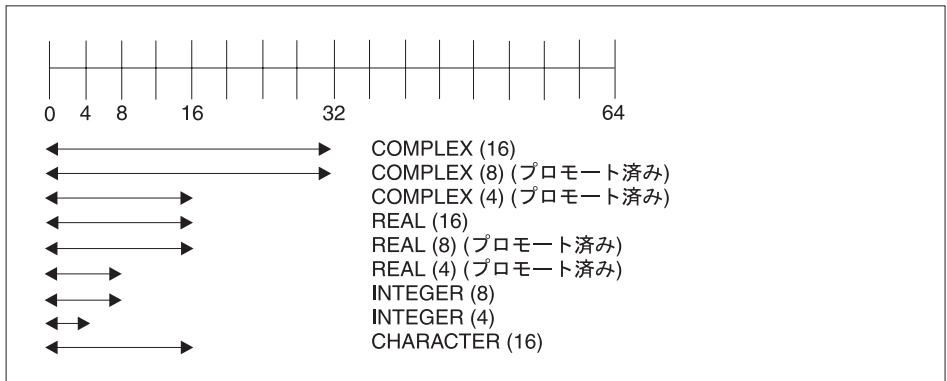 0 4 8 16 32 64
COMPLEX (16)
COMPLEX (8) (プロモート済み)
COMPLEX (4) (プロモート済み)
REAL (16)
REAL (8) (プロモート済み)
REAL (4) (プロモート済み)
INTEGER (8)
INTEGER (4)
CHARACTER (16)